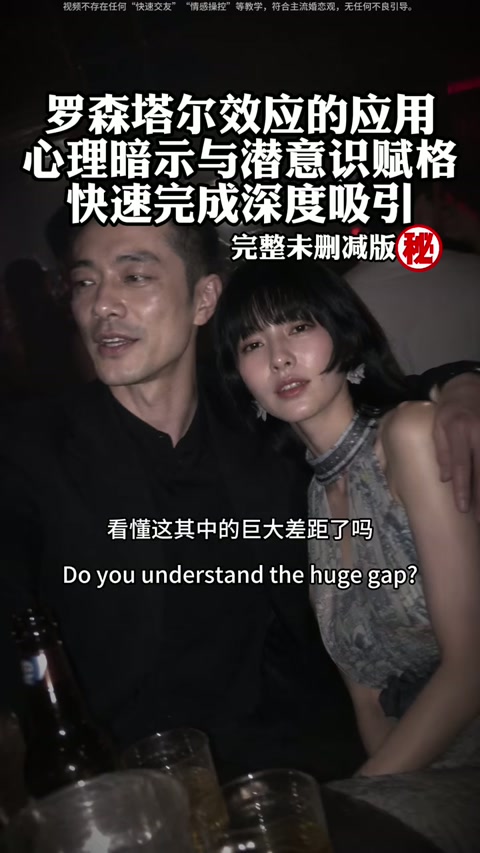 视频不存在任何“快速交友”“情感操控”等教学，符合主流婚恋观，无任何不良引导。
罗森塔尔效应的应用
心理暗示与潜意识赋格
快速完成深度吸引
完整未删减版 秘
看懂这其中的巨大差距了吗
Do you understand the huge gap?